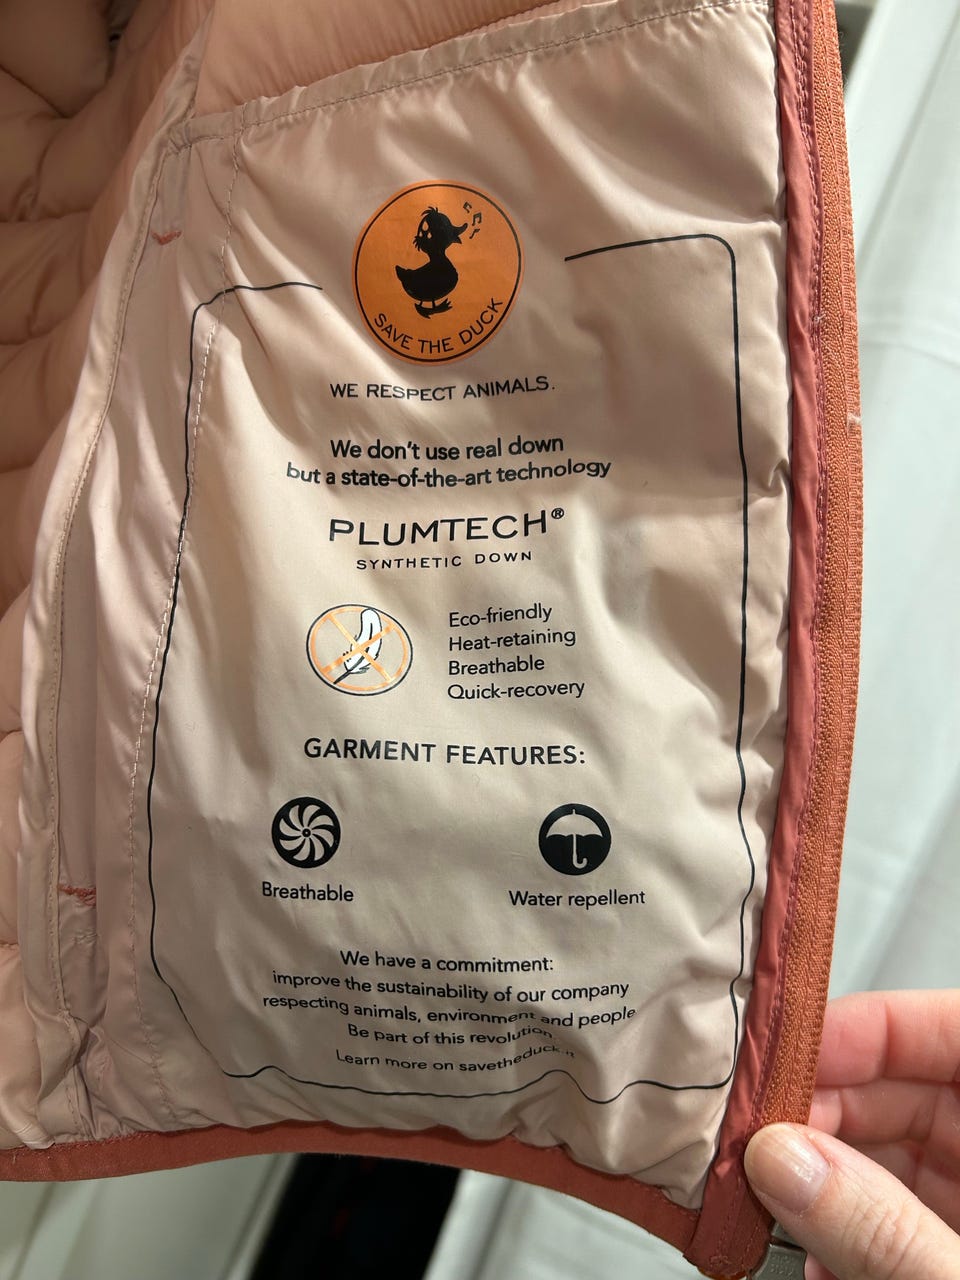 SAVE THE DUCK
WE RESPECT ANIMALS.
We don't use real down
but a state-of-the-art technology
PLUMTECH®
SYNTHETIC DOWN
Eco-friendly
Heat-retaining
Breathable
Quick-recovery
GARMENT FEATURES:
Breathable
Water repellent
We have a commitment:
improve the sustainability of our company
respecting animals, environment and people
Be part of this revolution.
Learn more on savetheduck.it